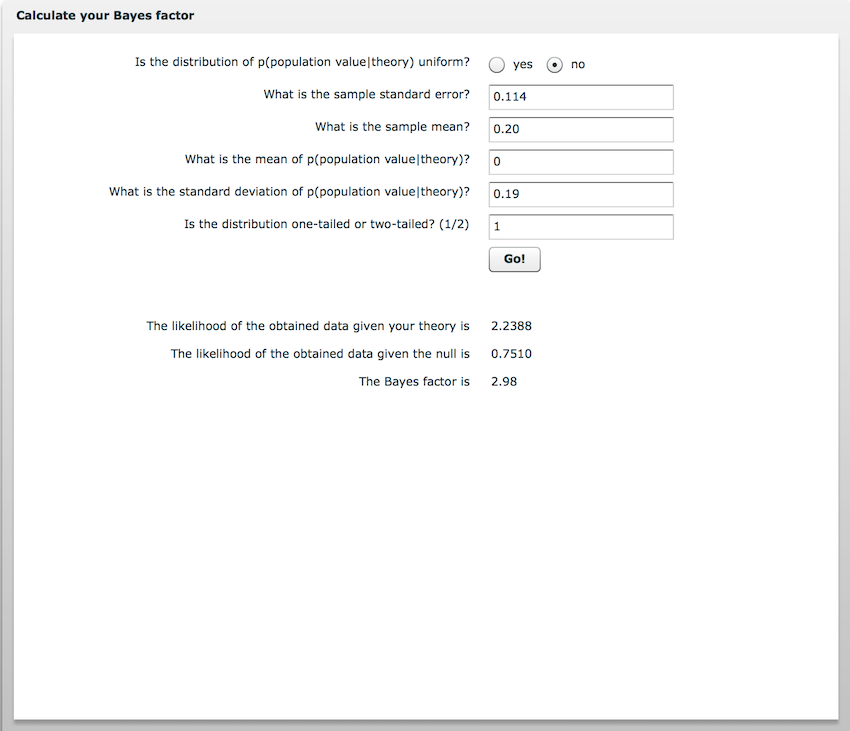 Calculate your Bayes factor
Is the distribution of p(population value|theory) uniform? yes no
What is the sample standard error? 0.114
What is the sample mean? 0.20
What is the mean of p(population value|theory)? 0
What is the standard deviation of p(population value|theory)? 0.19
Is the distribution one-tailed or two-tailed? (1/2) 1
Go!
The likelihood of the obtained data given your theory is 2.2388
The likelihood of the obtained data given the null is 0.7510
The Bayes factor is 2.98